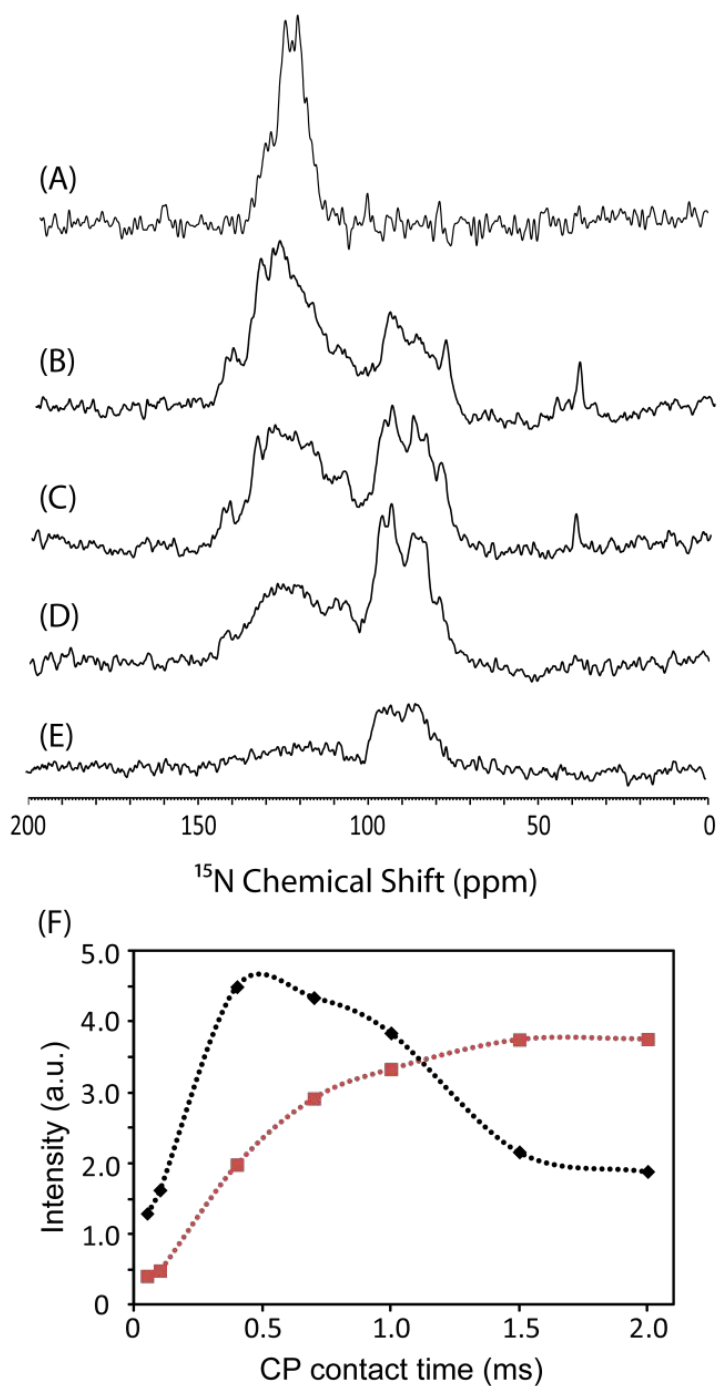 (A)
(B)
(C)
(D)
(E)
200 150 100 50 0
¹⁵N Chemical Shift (ppm)
(F)
5.0
4.0
3.0
2.0
1.0
0
Intensity (a.u.)
0 0.5 1.0 1.5 2.0
CP contact time (ms)